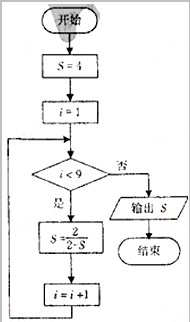 开始
S=4
i=1
i<9
否
是
输出 S
S=2/2-S
结束
i=i+1